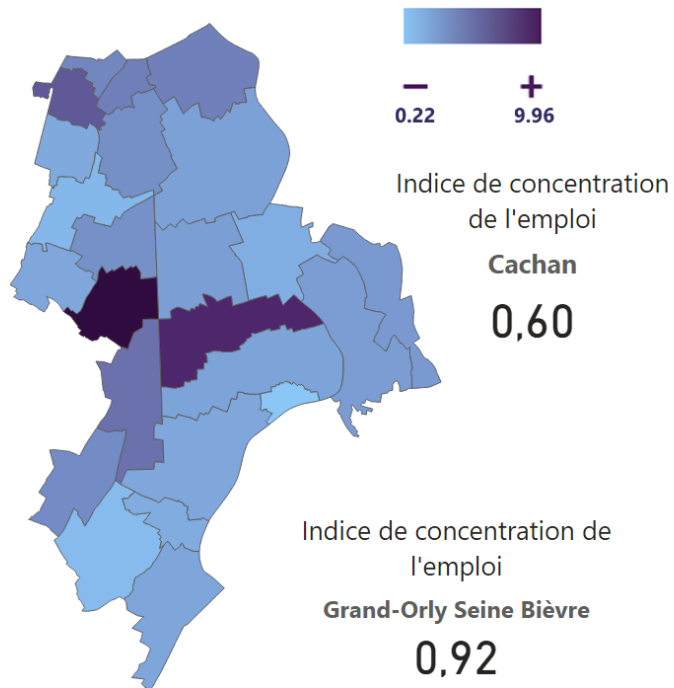 − +
0.22 9.96
Indice de concentration
de l'emploi
Cachan
0,60
Indice de concentration de
l'emploi
Grand-Orly Seine Bièvre
0,92